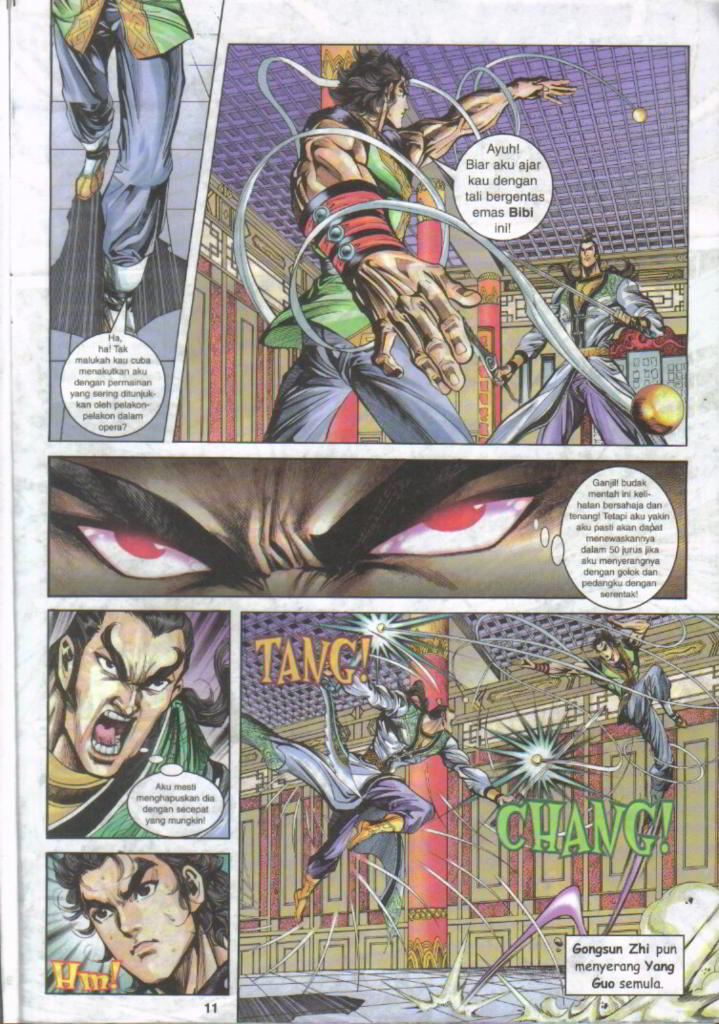 Ha,
ha! Tak
malukah kau cuba
menakutkan aku
dengan permainan
yang sering ditunjuk-
kan oleh pelakon-
pelakon dalam
opera?
Ayuh!
Biar aku ajar
kau dengan
tali bergentas
emas Bibi
ini!
Ganjil! budak
mentah ini keli-
hatan bersahaja dan
tenang! Tetapi aku yakin
aku pasti akan dapat
menewaskannya
dalam 50 jurus jika
aku menyerangnya
dengan golok dan
pedangku dengan
serentak!
Aku mesti
menghapuskan dia
dengan secepat
yang mungkin!
TANG!
CHANG!
Hm!
Gongsun Zhi pun
menyerang Yang
Guo semula.
11